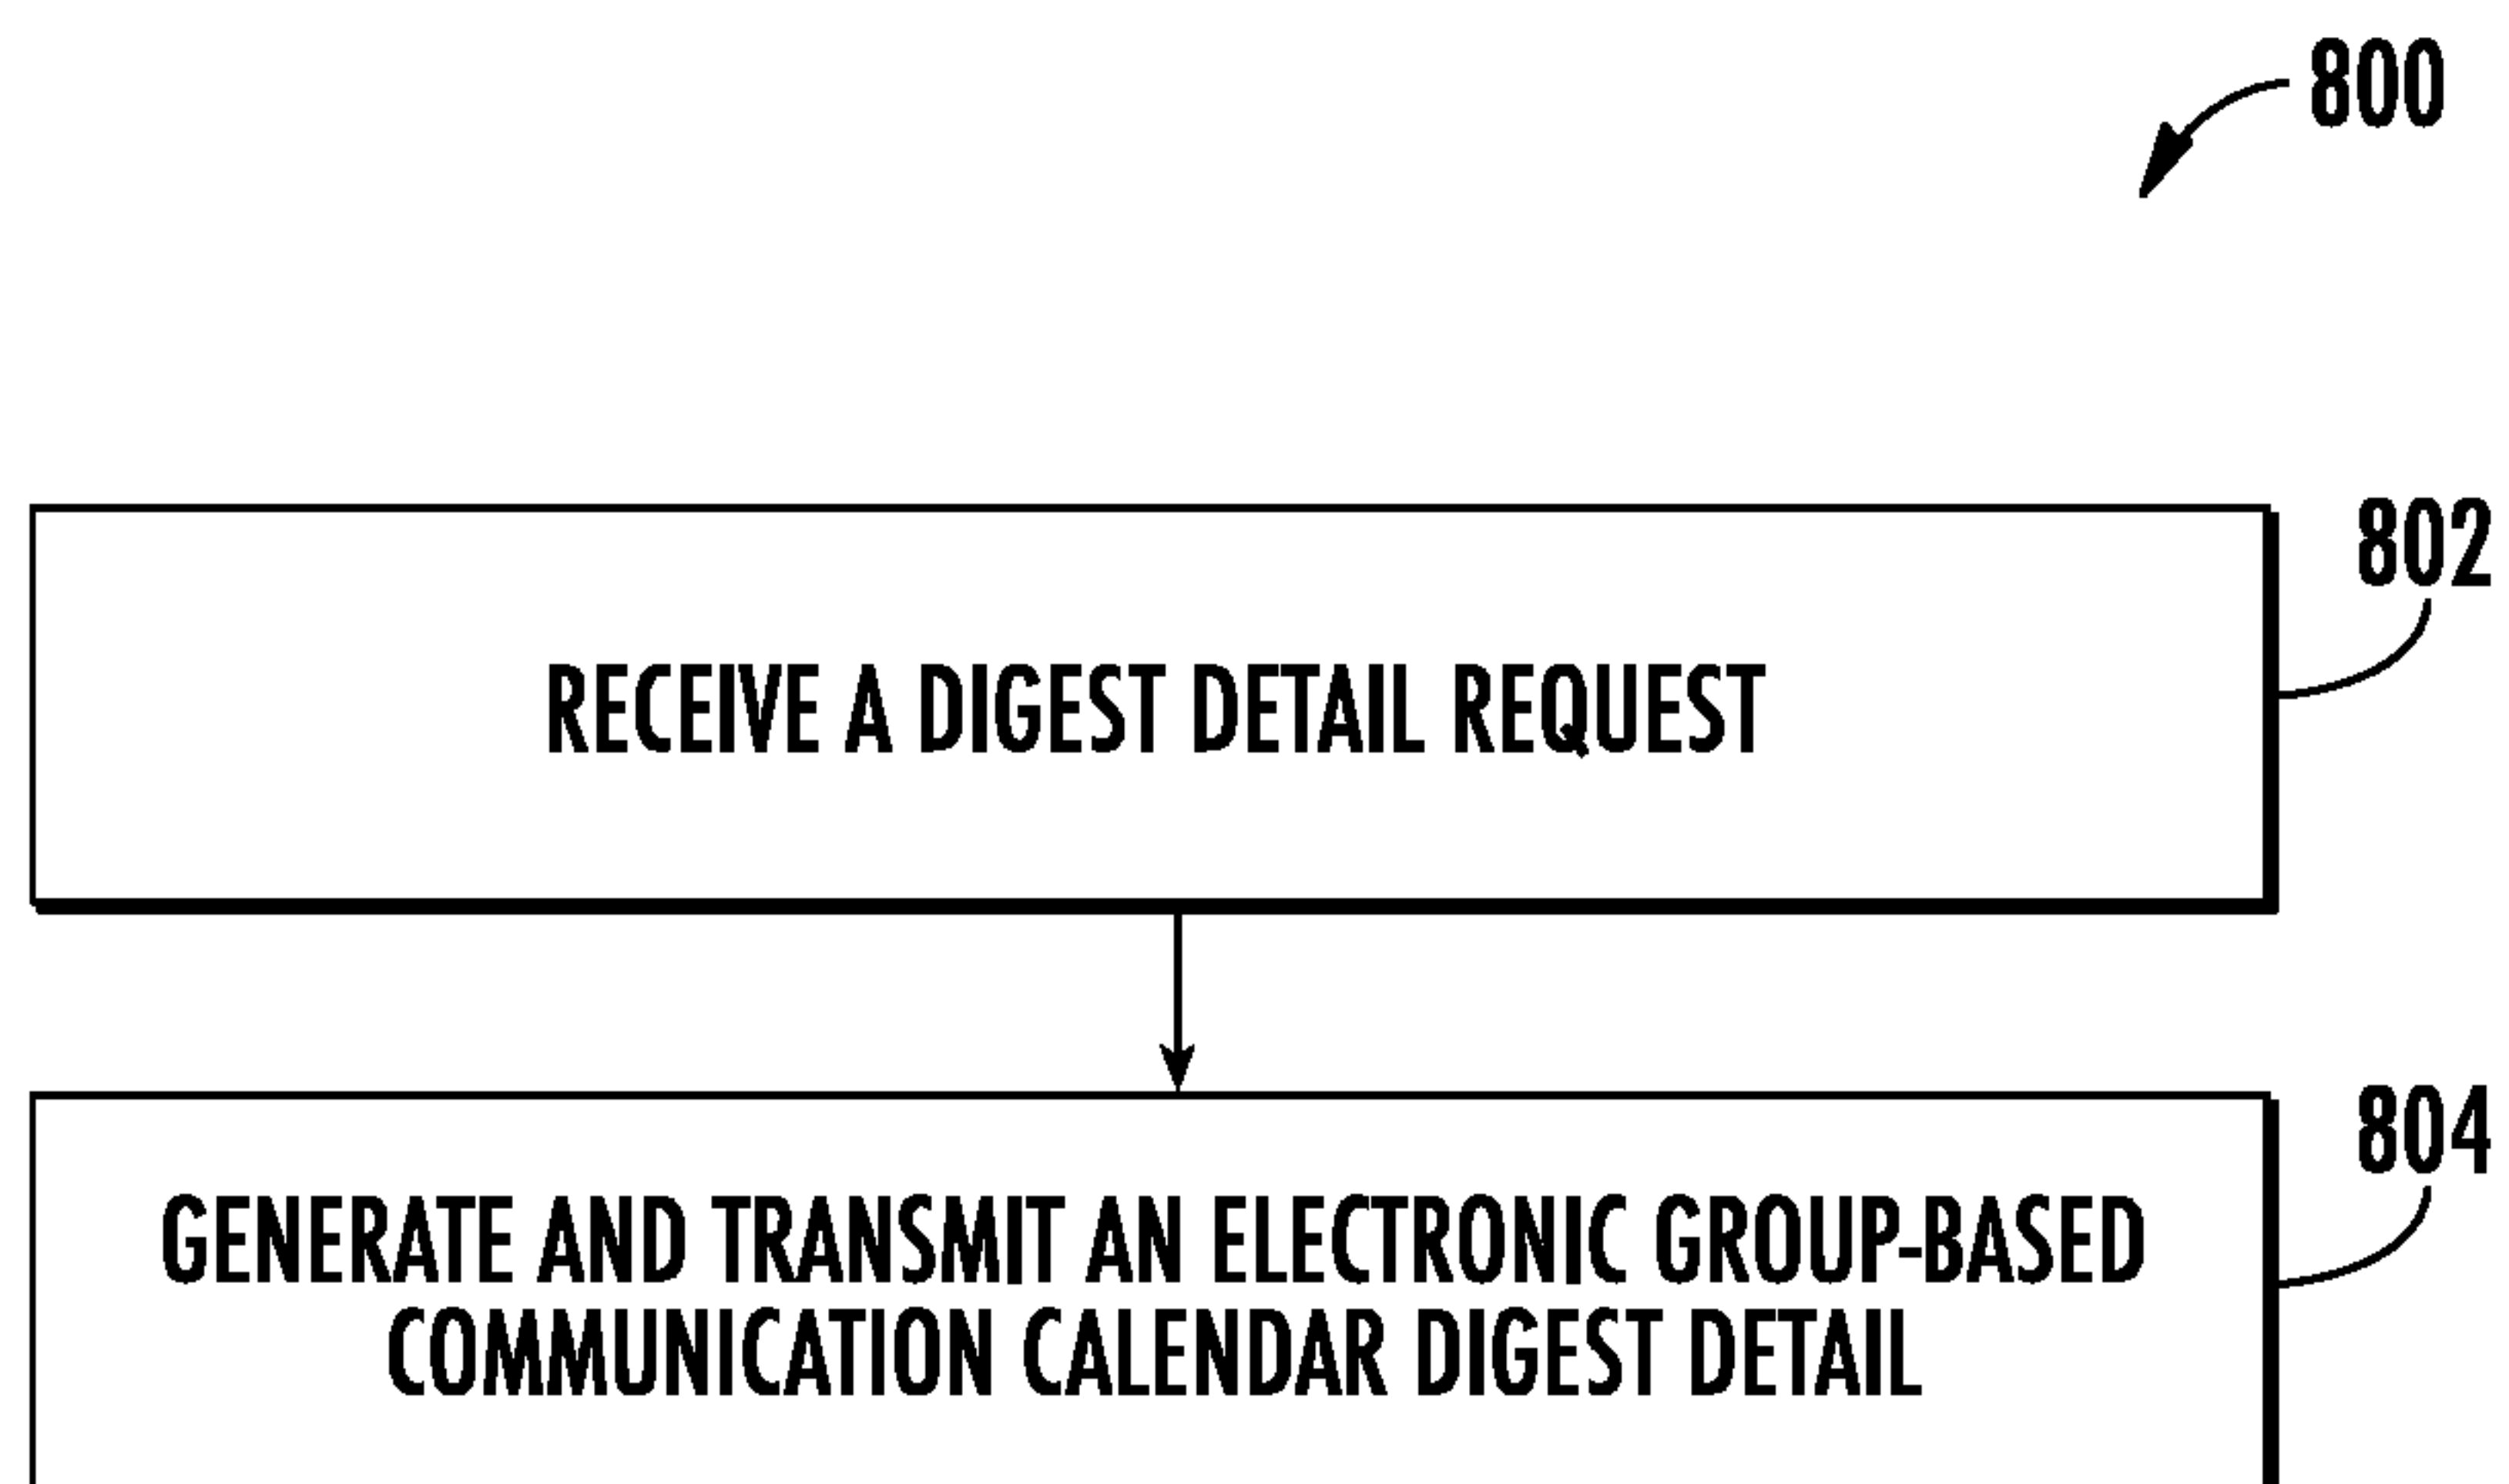 800
802
RECEIVE A DIGEST DETAIL REQUEST
804
GENERATE AND TRANSMIT AN ELECTRONIC GROUP-BASED
COMMUNICATION CALENDAR DIGEST DETAIL